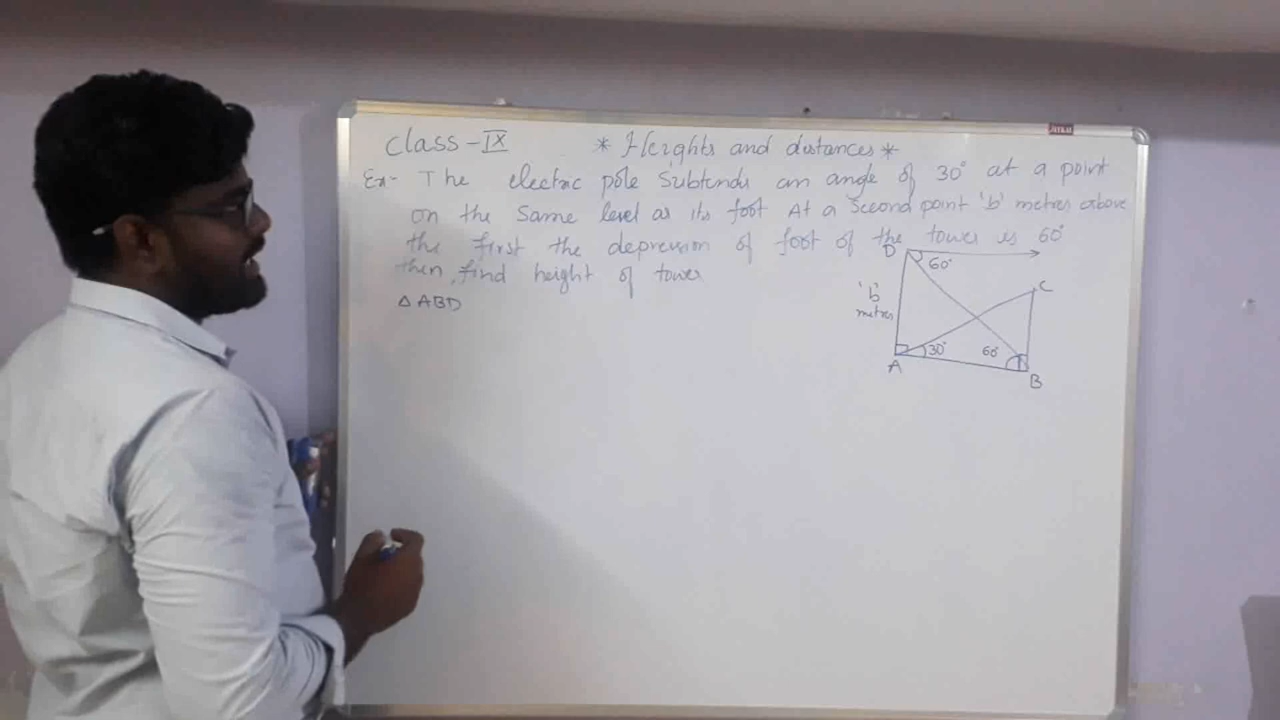 Class - IX * Heights and distances *
Ex- The electric pole Subtends an angle of 30° at a point
on the same level as its foot At a Second point 'b' metres above
the first the depression of foot of the tower is 60°
then, find height of tower
△ ABD
D
60°
'b'
metres
C
30°
60°
A
B